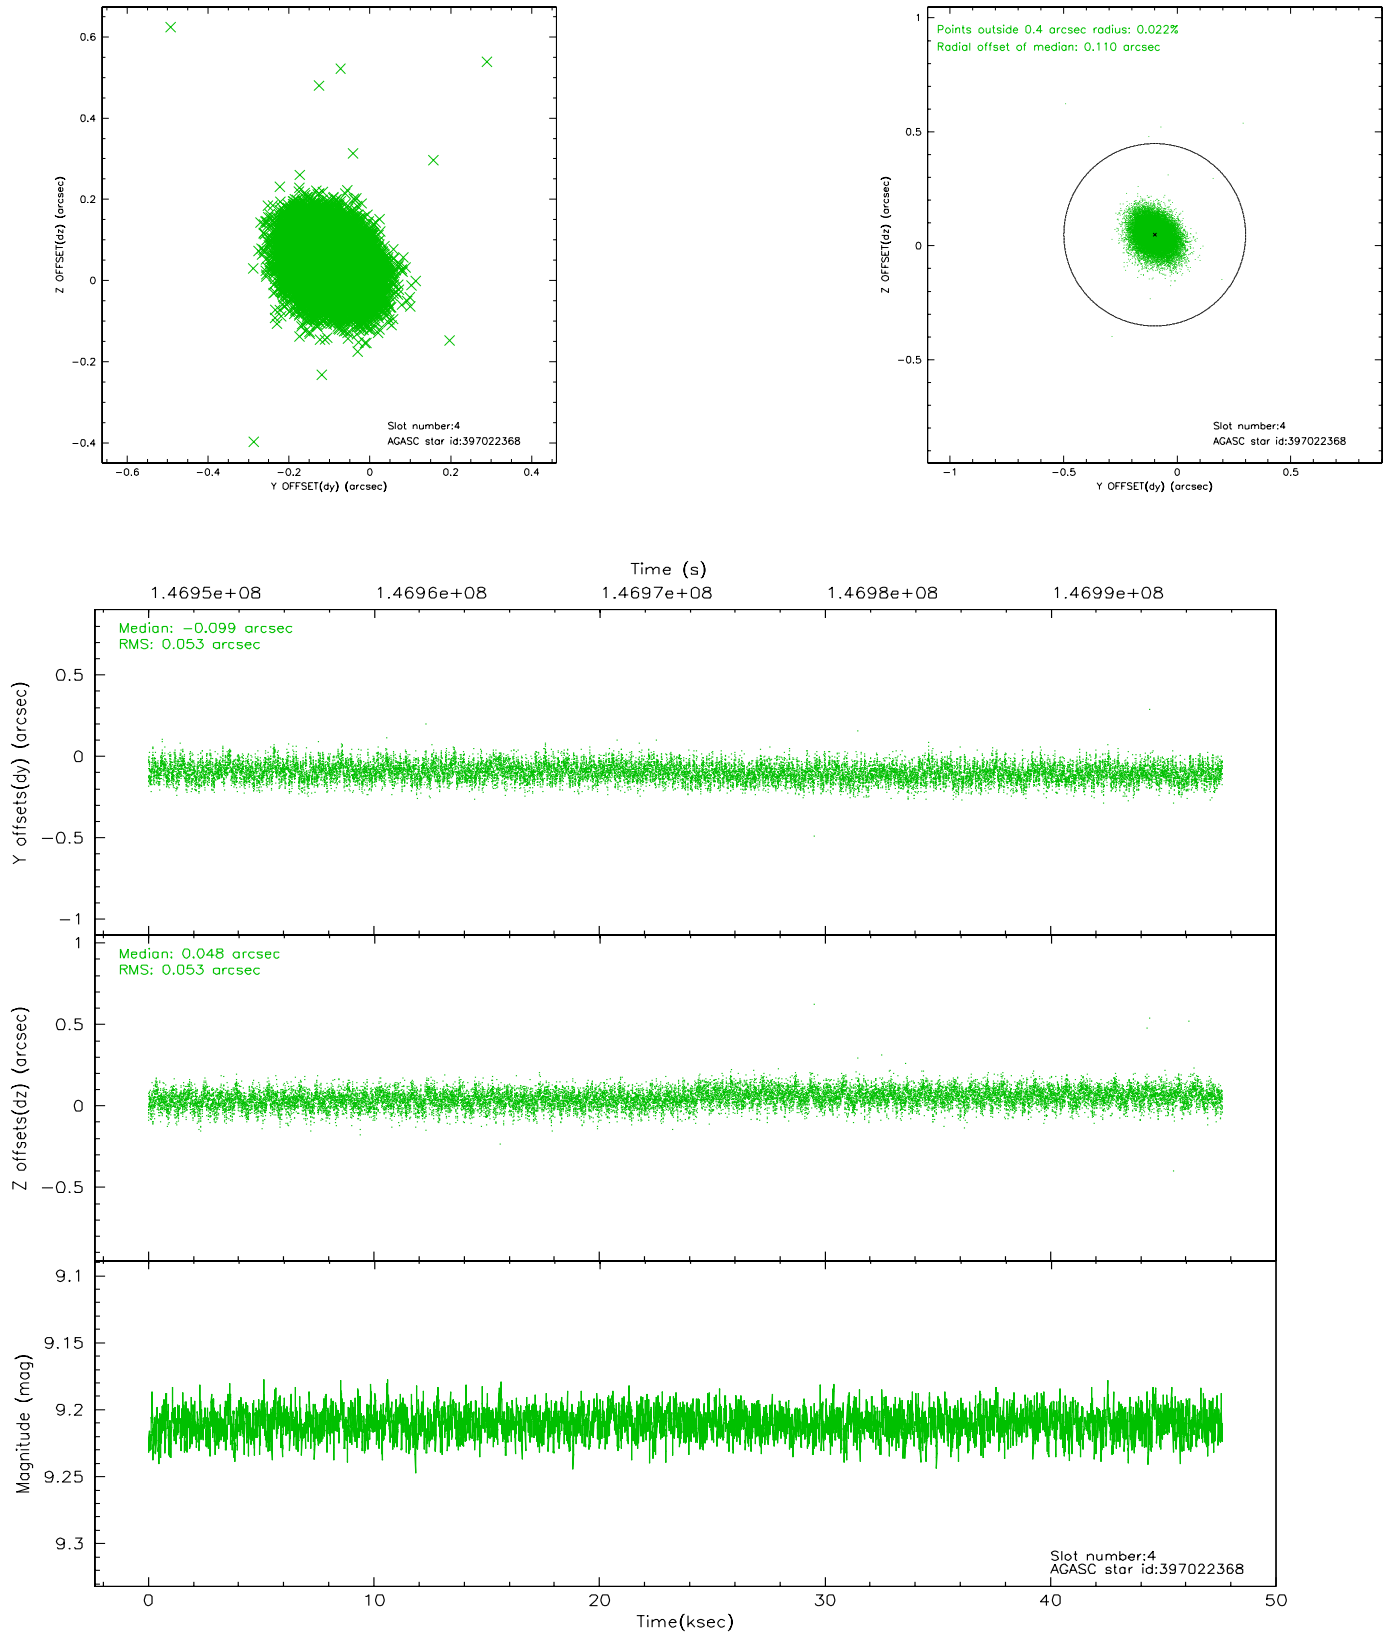 0.6
0.4
0.2
0
−0.2
−0.4
Z OFFSET(dz) (arcsec)
Slot number:4
AGASC star id:397022368
−0.6 −0.4 −0.2 0 0.2 0.4
Y OFFSET(dy) (arcsec)
Points outside 0.4 arcsec radius: 0.022%
Radial offset of median: 0.110 arcsec
1
0.5
0
−0.5
Z OFFSET(dz) (arcsec)
Slot number:4
AGASC star id:397022368
−1 −0.5 0 0.5
Y OFFSET(dy) (arcsec)
Time (s)
1.4695e+08 1.4696e+08 1.4697e+08 1.4698e+08 1.4699e+08
Median: −0.099 arcsec
RMS: 0.053 arcsec
0.5
0
−0.5
−1
Y offsets(dy) (arcsec)
Median: 0.048 arcsec
RMS: 0.053 arcsec
1
0.5
0
−0.5
Z offsets(dz) (arcsec)
9.1
9.15
9.2
9.25
9.3
Magnitude (mag)
Slot number:4
AGASC star id:397022368
0 10 20 30 40 50
Time(ksec)